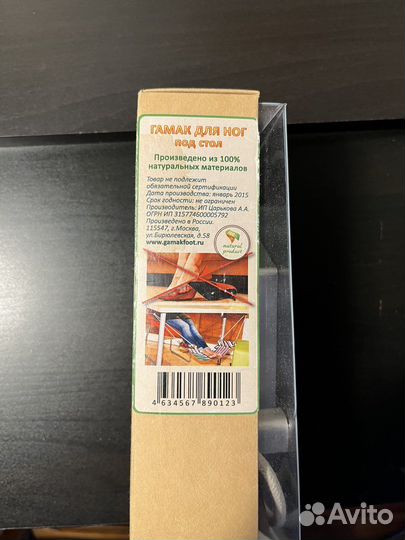 ГАМАК ДЛЯ НОГ
под стол
Произведено из 100%
натуральных материалов
Товар не подлежит
обязательной сертификации
Дата производства: январь 2015
Срок годности: не ограничен
Производитель: ИП Царькова А.А.
ОГРН ИП 315774600005792
Произведено в России
115547, г.Москва,
ул.Бирюлевская, д.58
www.gamakfoot.ru
natural
product
4 634567 890123
Avito